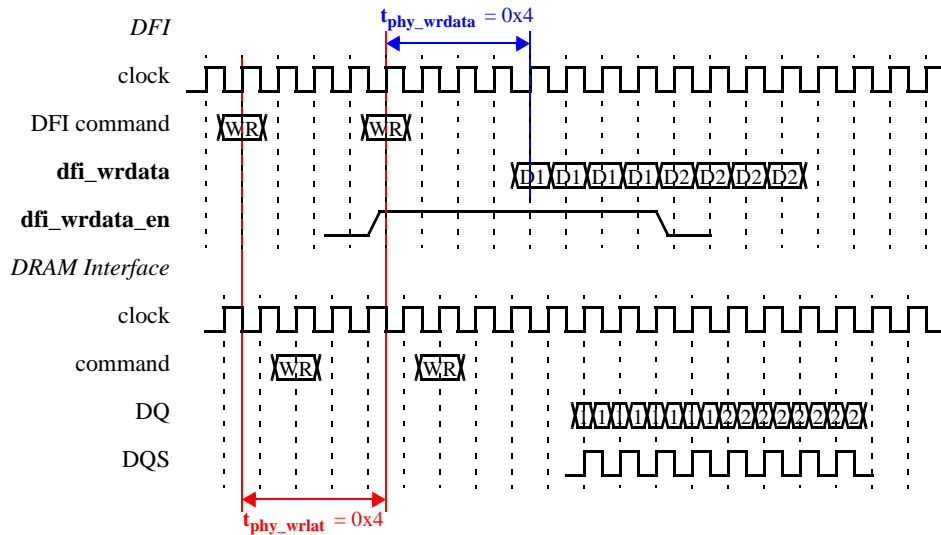 DFI
t_phy_wrdata = 0x4
clock
DFI command WR WR
dfi_wrdata D1 D1 D1 D1 D2 D2 D2 D2
dfi_wrdata_en
DRAM Interface
clock
command WR WR
DQ 1 1 1 1 1 1 1 1 2 2 2 2 2 2 2 2
DQS
t_phy_wrlat = 0x4